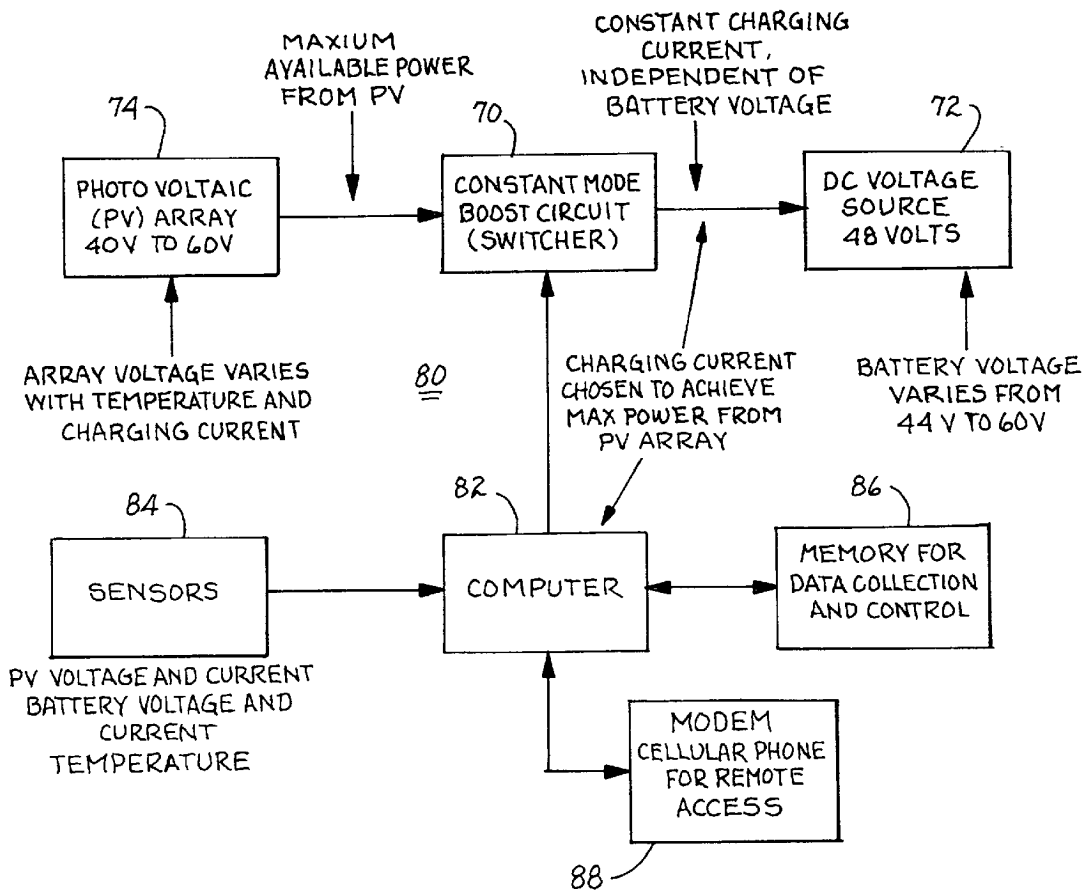 MAXIUM
AVAILABLE POWER
FROM PV
CONSTANT CHARGING
CURRENT,
INDEPENDENT OF
BATTERY VOLTAGE
74
70
72
PHOTO VOLTAIC
(PV) ARRAY
40V TO 60V
CONSTANT MODE
BOOST CIRCUIT
(SWITCHER)
DC VOLTAGE
SOURCE
48 VOLTS
ARRAY VOLTAGE VARIES
WITH TEMPERATURE AND
CHARGING CURRENT
80
CHARGING CURRENT
CHOSEN TO ACHIEVE
MAX POWER FROM
PV ARRAY
BATTERY VOLTAGE
VARIES FROM
44V TO 60V
84
82
86
SENSORS
COMPUTER
MEMORY FOR
DATA COLLECTION
AND CONTROL
PV VOLTAGE AND CURRENT
BATTERY VOLTAGE AND
CURRENT
TEMPERATURE
MODEM
CELLULAR PHONE
FOR REMOTE
ACCESS
88